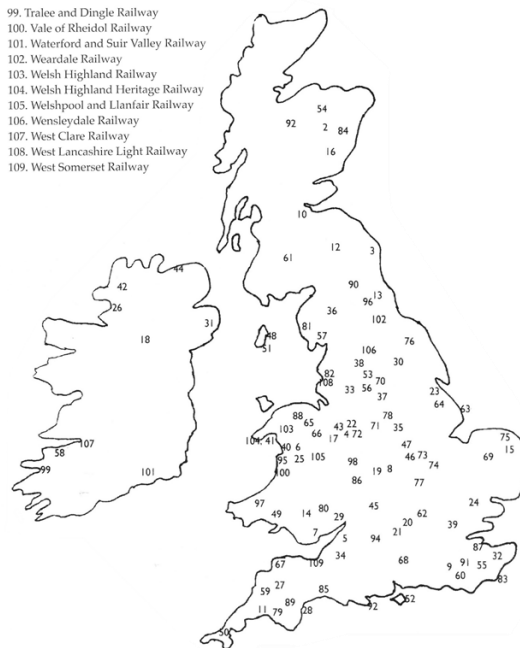 99. Tralee and Dingle Railway
100. Vale of Rheidol Railway
101. Waterford and Suir Valley Railway
102. Weardale Railway
103. Welsh Highland Railway
104. Welsh Highland Heritage Railway
105. Welshpool and Llanfair Railway
106. Wensleydale Railway
107. West Clare Railway
108. West Lancashire Light Railway
109. West Somerset Railway
54
92 2 84
16
10
12 3
61
44
42
90
96 13
26
36 102
31 81
18 48 57 76
51 106
38 30
82 53 70
108 33 56 37
23
64 63
88 78
65 43 22 71 35
103 66 4 72
17 75
104, 41 47
107 40 6 15
58 46 73 69
95 25 105 98 74
99 101 100 19 8
86 77
97 24
80 45
49 14 29 62
20 39
7 21
5 94 87
34 32
67 109 68 91
9 55
60 83
27
59 85
89 52
11 79 28 92
50